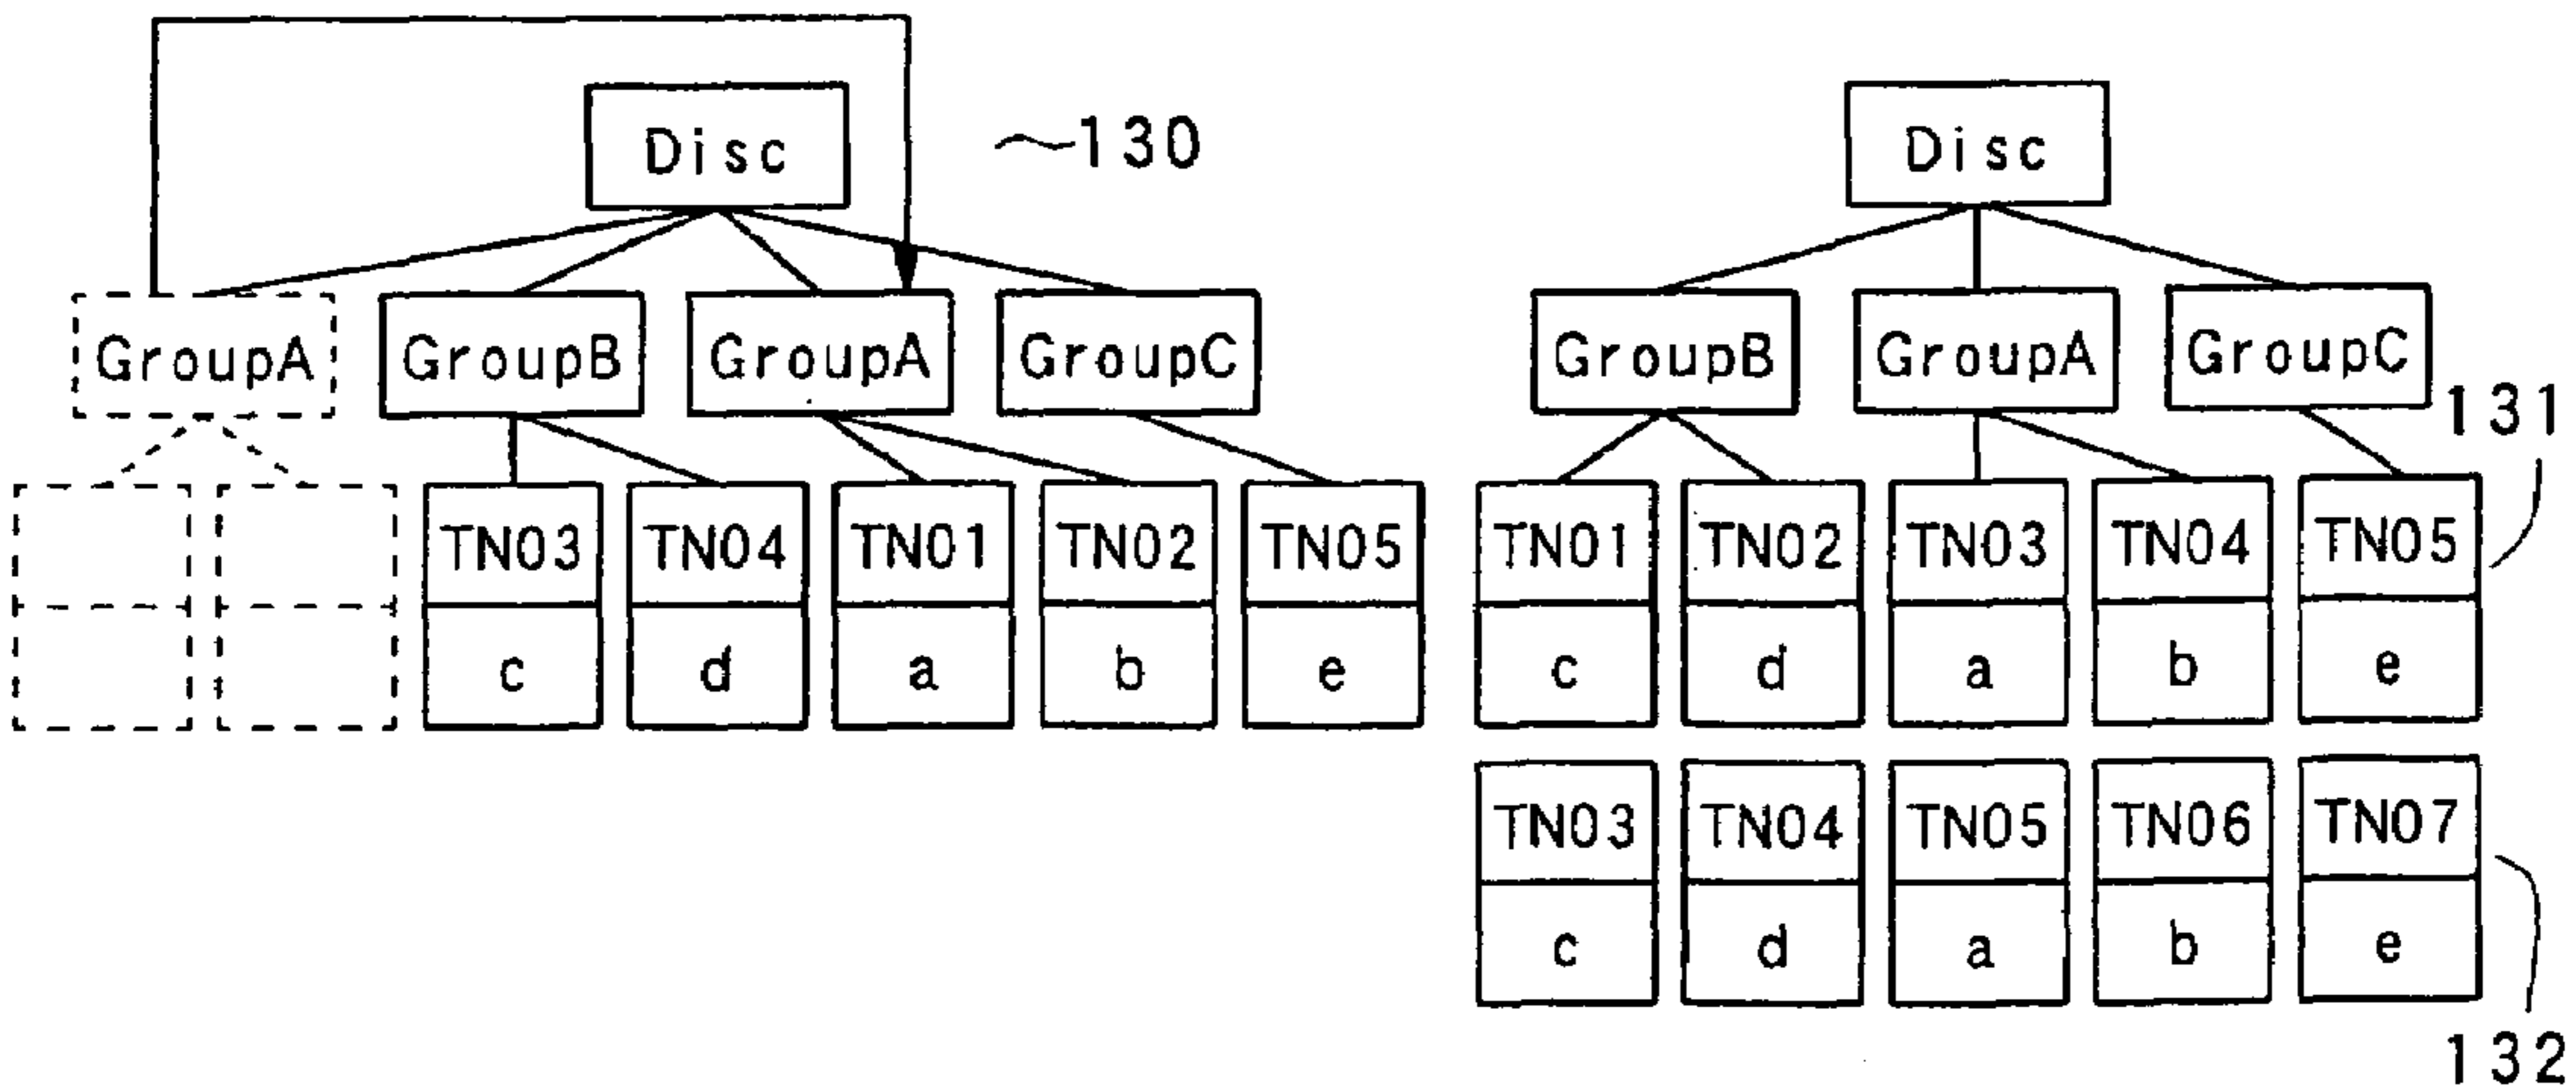 Disc 130 Disc
GroupA GroupB GroupA GroupC GroupB GroupA GroupC
131
TN03 TN04 TN01 TN02 TN05 TN01 TN02 TN03 TN04 TN05
c d a b e c d a b e
TN03 TN04 TN05 TN06 TN07
c d a b e
132